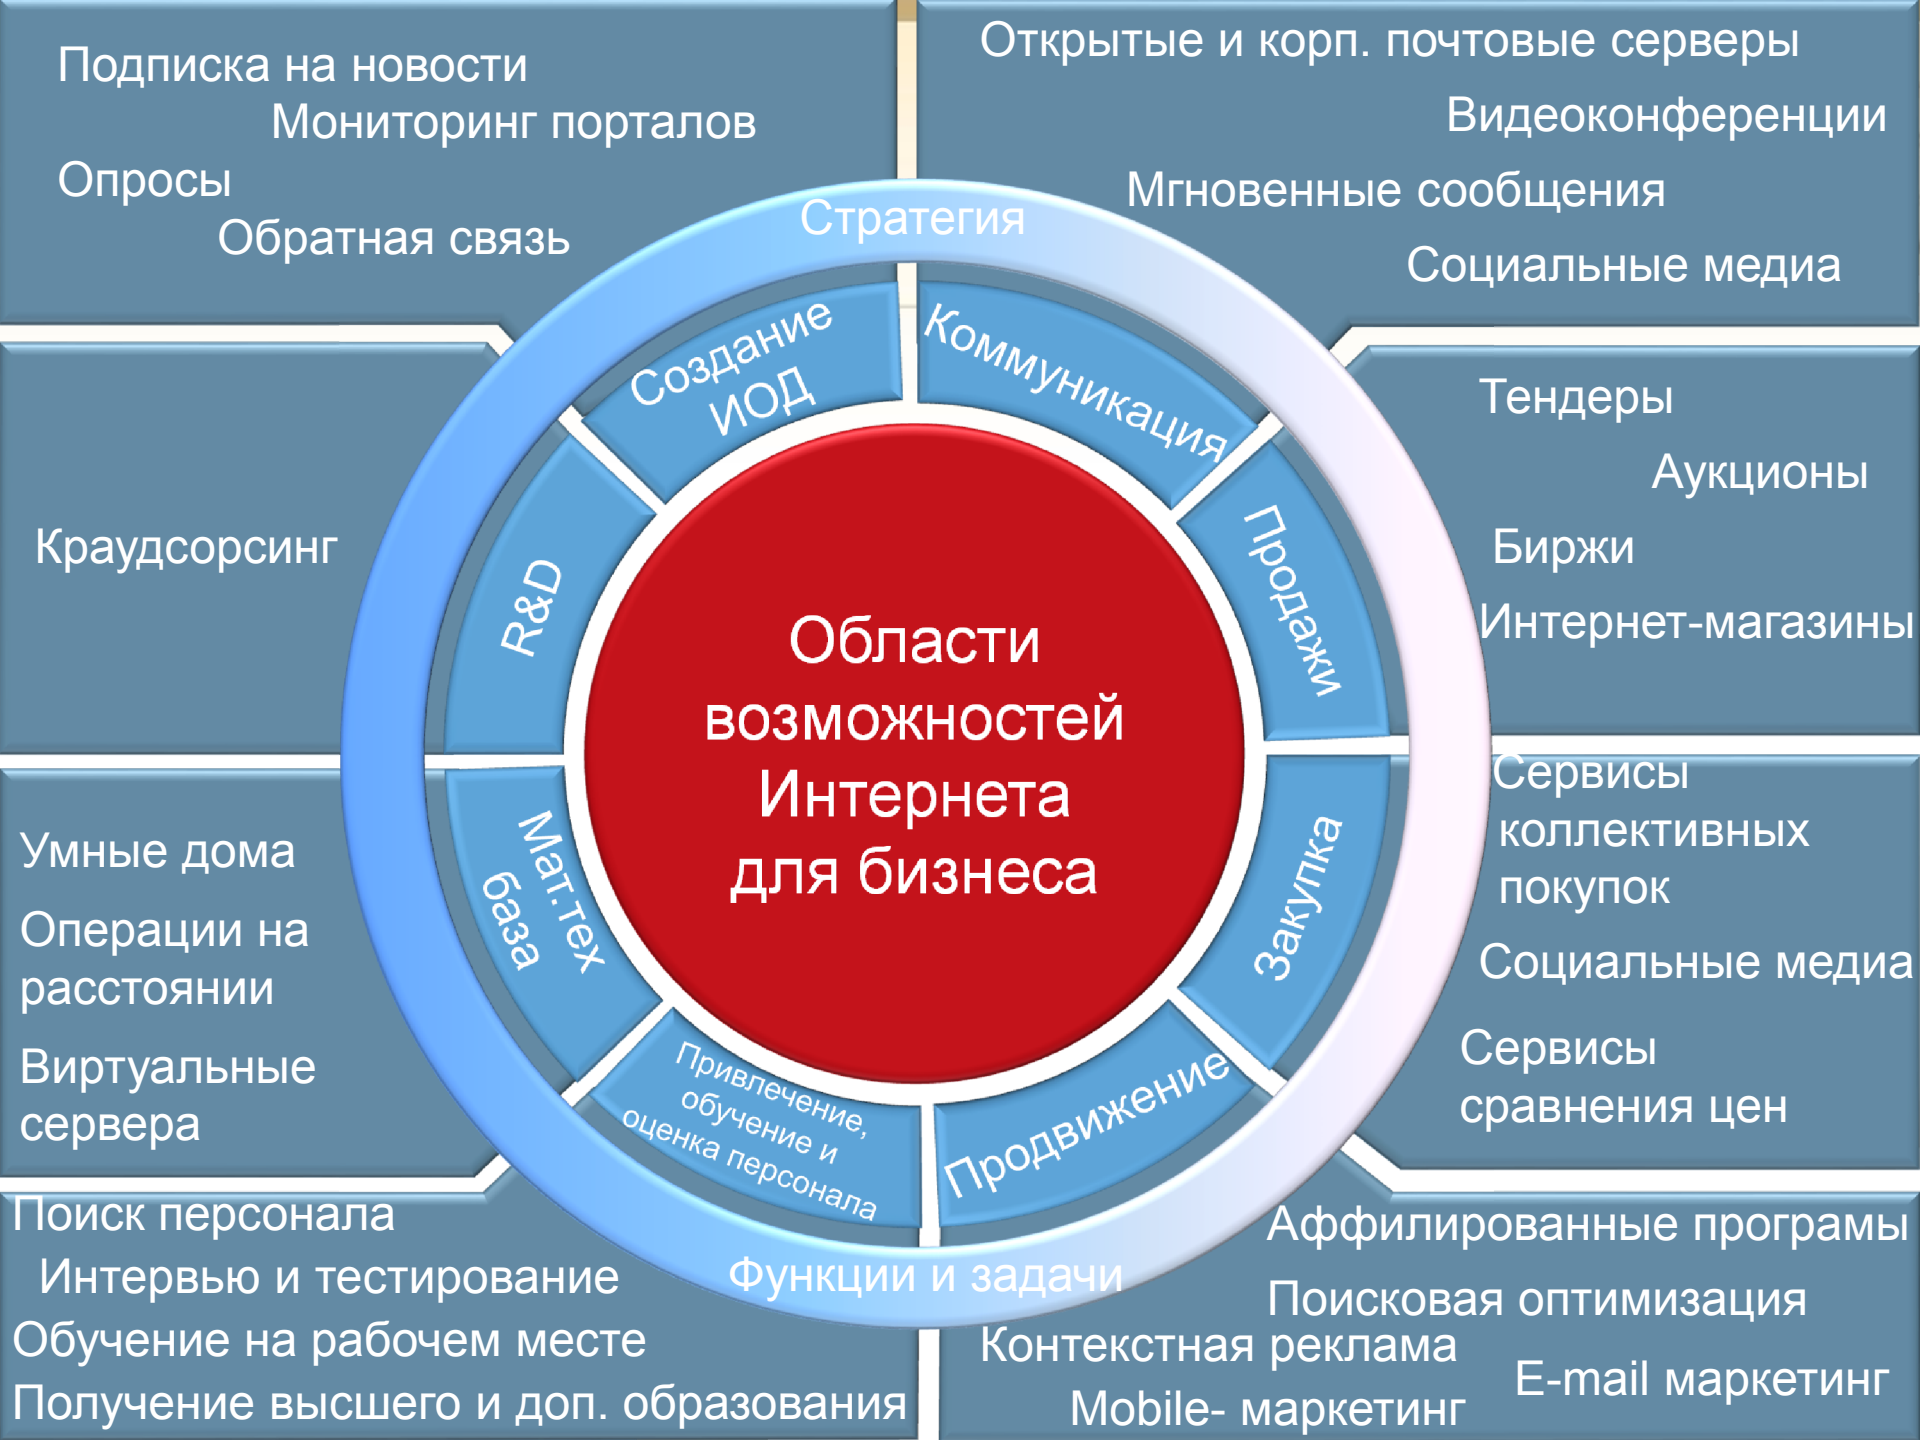 Подписка на новости
Мониторинг порталов
Опросы
Обратная связь
Открытые и корп. почтовые серверы
Видеоконференции
Мгновенные сообщения
Социальные медиа
Стратегия
Создание
ИОД
Коммуникация
Краудсорсинг
R&D
Продажи
Тендеры
Аукционы
Биржи
Интернет-магазины
Области
возможностей
Интернета
для бизнеса
Умные дома
Операции на
расстоянии
Виртуальные
сервера
Мат.тех
база
Закупка
Сервисы
коллективных
покупок
Социальные медиа
Сервисы
сравнения цен
Привлечение,
обучение и
оценка персонала
Продвижение
Функции и задачи
Поиск персонала
Интервью и тестирование
Обучение на рабочем месте
Получение высшего и доп. образования
Аффилированные програмы
Поисковая оптимизация
Контекстная реклама
E-mail маркетинг
Mobile- маркетинг